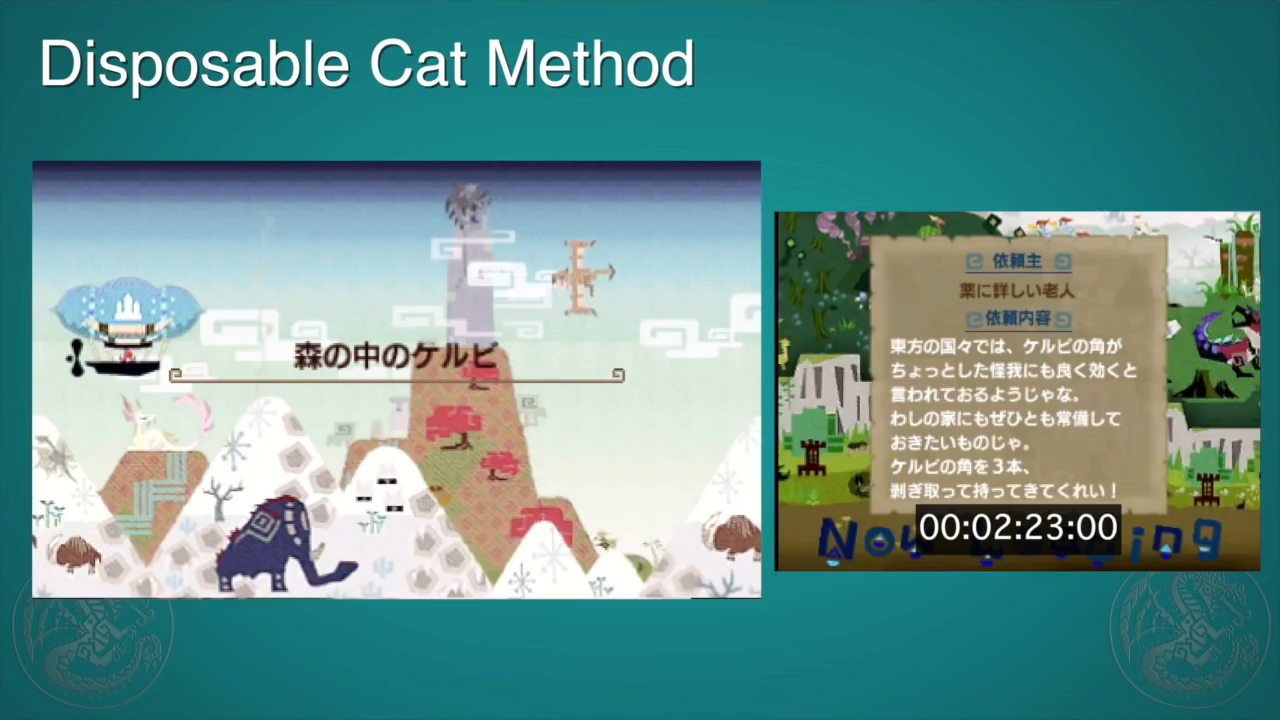 Disposable Cat Method
森の中のケルビ
依頼主
薬に詳しい老人
依頼内容
東方の国々では、ケルビの角が
ちょっとした怪我にも良く効くと
言われておるようじゃな。
わしの家にもぜひとも常備して
おきたいものじゃ。
ケルビの角を3本、
剥ぎ取って持ってきてくれい！
00:02:23:00
Now